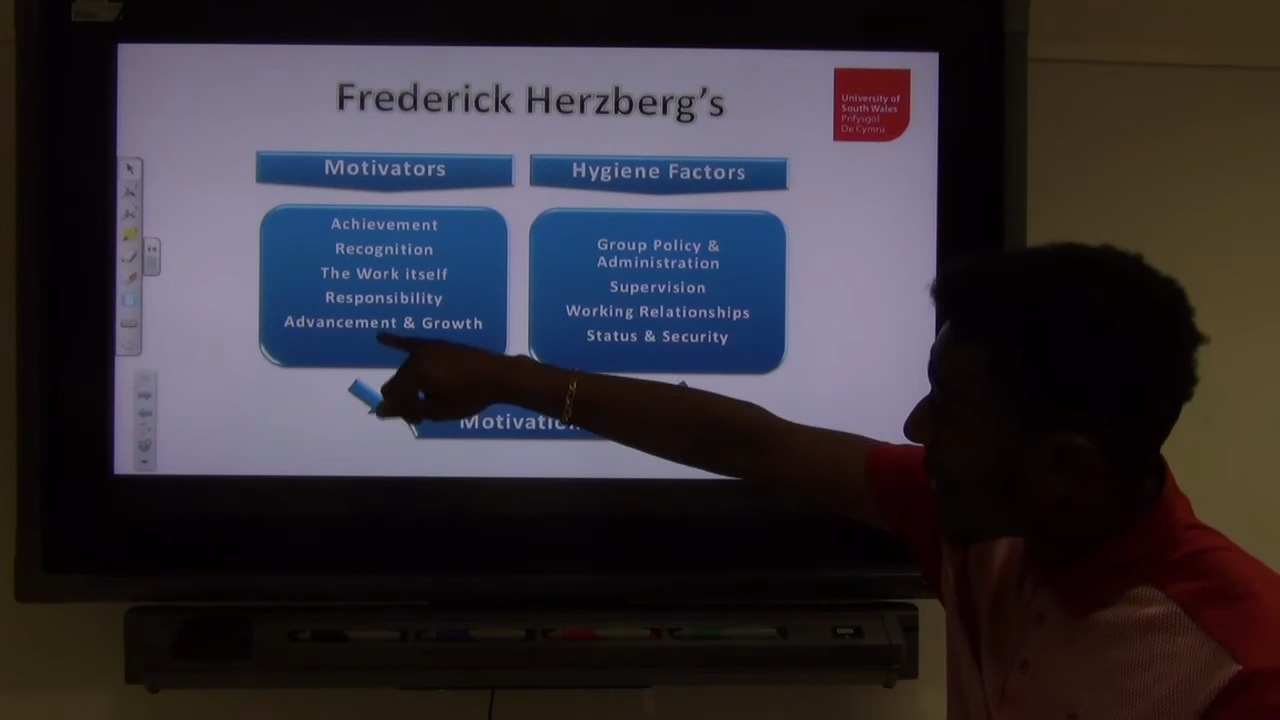 Frederick Herzberg's
University of
South Wales
Prifysgol
De Cymru
Motivators
Hygiene Factors
Achievement
Recognition
The Work itself
Responsibility
Advancement & Growth
Group Policy &
Administration
Supervision
Working Relationships
Status & Security